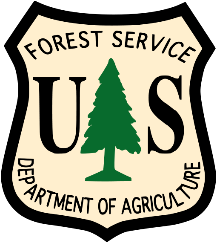 FOREST SERVICE
U S
DEPARTMENT OF AGRICULTURE